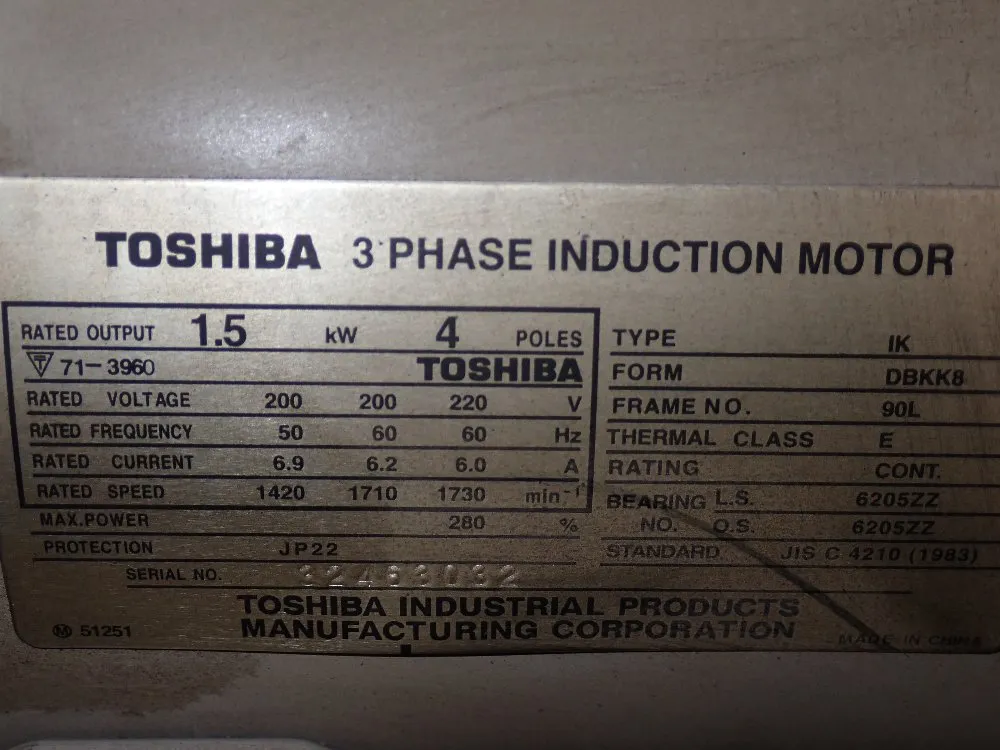 TOSHIBA 3 PHASE INDUCTION MOTOR
RATED OUTPUT 1.5 kW 4 POLES
T 71-3960 TOSHIBA
RATED VOLTAGE 200 200 220 V
RATED FREQUENCY 50 60 60 Hz
RATED CURRENT 6.9 6.2 6.0 A
RATED SPEED 1420 1710 1730 min⁻¹
MAX.POWER 280 %
PROTECTION JP22
SERIAL NO. 32483032
TYPE IK
FORM DBKK8
FRAME NO. 90L
THERMAL CLASS E
RATING CONT.
BEARING L.S. 6205ZZ
NO. O.S. 6205ZZ
STANDARD JIS C 4210 (1983)
TOSHIBA INDUSTRIAL PRODUCTS
MANUFACTURING CORPORATION
M 51251
MADE IN CHINA